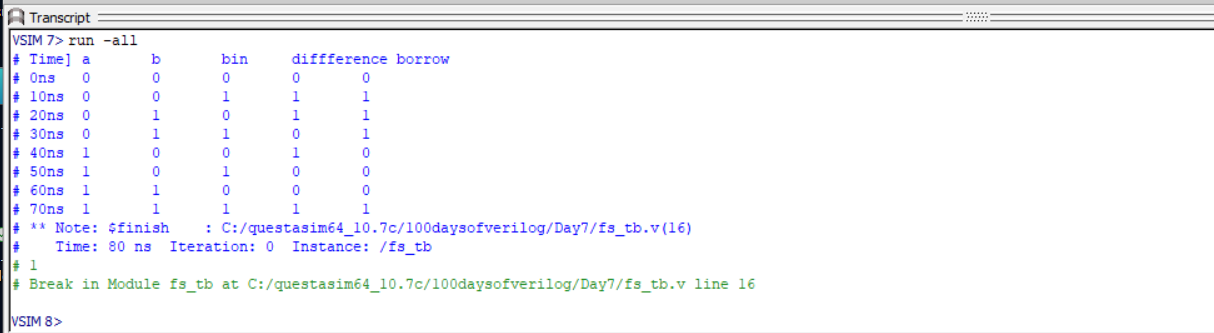 Transcript
VSIM 7> run -all
# Time] a b bin diffference borrow
# 0ns 0 0 0 0 0
# 10ns 0 0 1 1 1
# 20ns 0 1 0 1 1
# 30ns 0 1 1 0 1
# 40ns 1 0 0 1 0
# 50ns 1 0 1 0 0
# 60ns 1 1 0 0 0
# 70ns 1 1 1 1 1
# ** Note: $finish : C:/questasim64_10.7c/100daysofverilog/Day7/fs_tb.v(16)
# Time: 80 ns Iteration: 0 Instance: /fs_tb
# 1
# Break in Module fs_tb at C:/questasim64_10.7c/100daysofverilog/Day7/fs_tb.v line 16
VSIM 8>